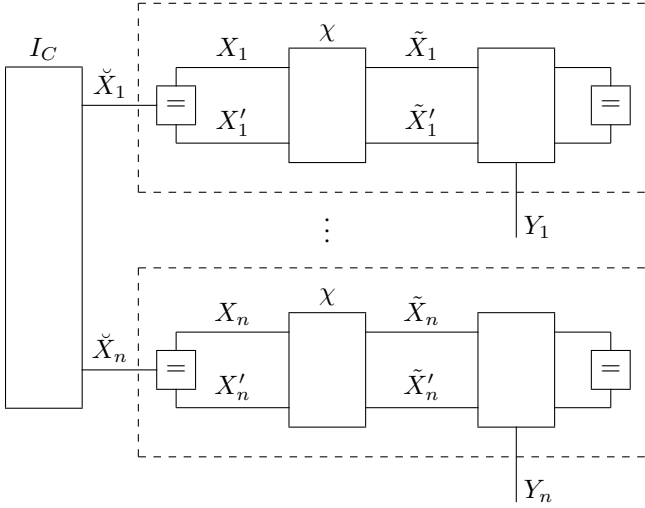 I_C
X̆_1
=
X_1
X'_1
χ
X̃_1
X̃'_1
=
Y_1
⋮
X̆_n
=
X_n
X'_n
χ
X̃_n
X̃'_n
=
Y_n